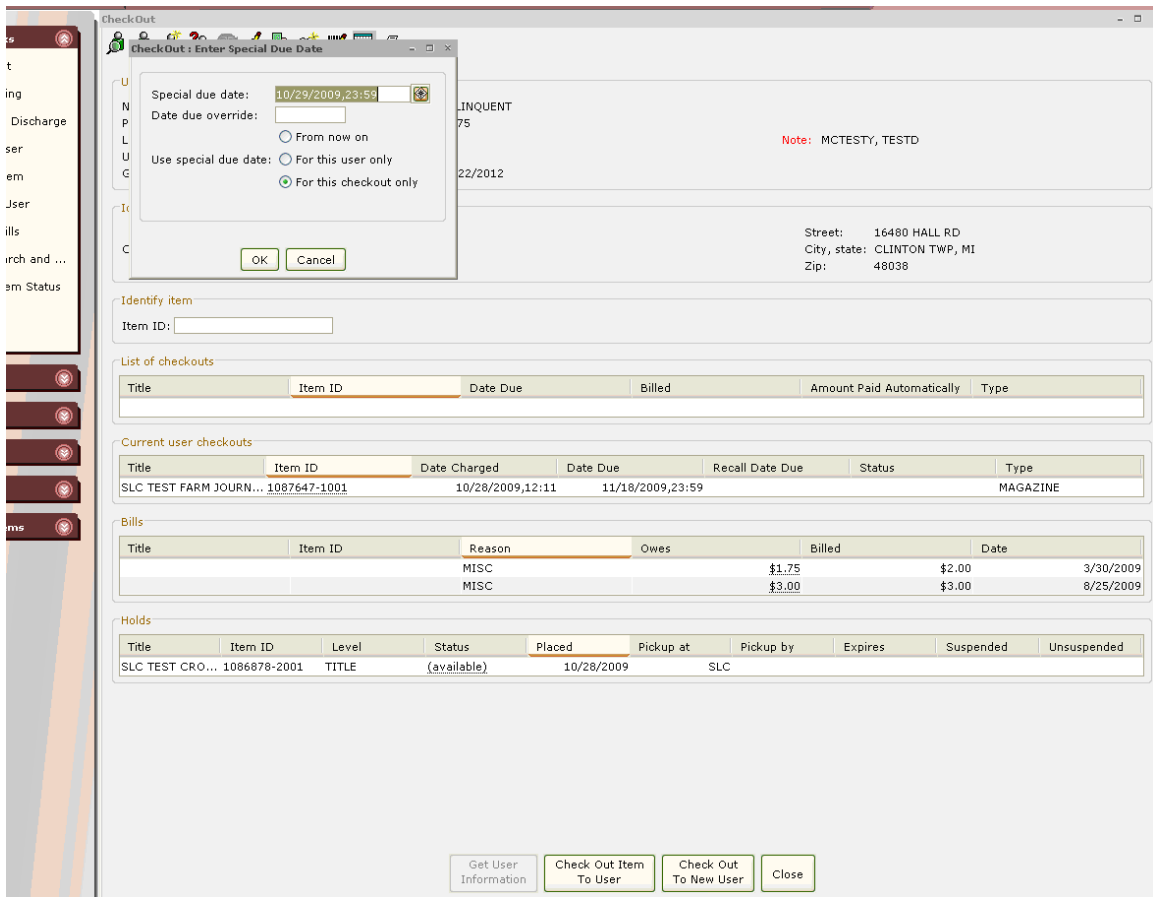 CheckOut
CheckOut : Enter Special Due Date
Special due date: 10/29/2009,23:59
Date due override:
From now on
Use special due date: For this user only
For this checkout only
OK Cancel
t
ing
Discharge
ser
em
User
ills
rch and ...
em Status
ems
LINQUENT
75
Note: MCTESTY, TESTD
22/2012
Street: 16480 HALL RD
City, state: CLINTON TWP, MI
Zip: 48038
Identify item
Item ID:
List of checkouts
Title Item ID Date Due Billed Amount Paid Automatically Type
Current user checkouts
Title Item ID Date Charged Date Due Recall Date Due Status Type
SLC TEST FARM JOURN... 1087647-1001 10/28/2009,12:11 11/18/2009,23:59 MAGAZINE
Bills
Title Item ID Reason Owes Billed Date
MISC $1.75 $2.00 3/30/2009
MISC $3.00 $3.00 8/25/2009
Holds
Title Item ID Level Status Placed Pickup at Pickup by Expires Suspended Unsuspended
SLC TEST CRO... 1086878-2001 TITLE (available) 10/28/2009 SLC
Get User Information
Check Out Item To User
Check Out To New User
Close